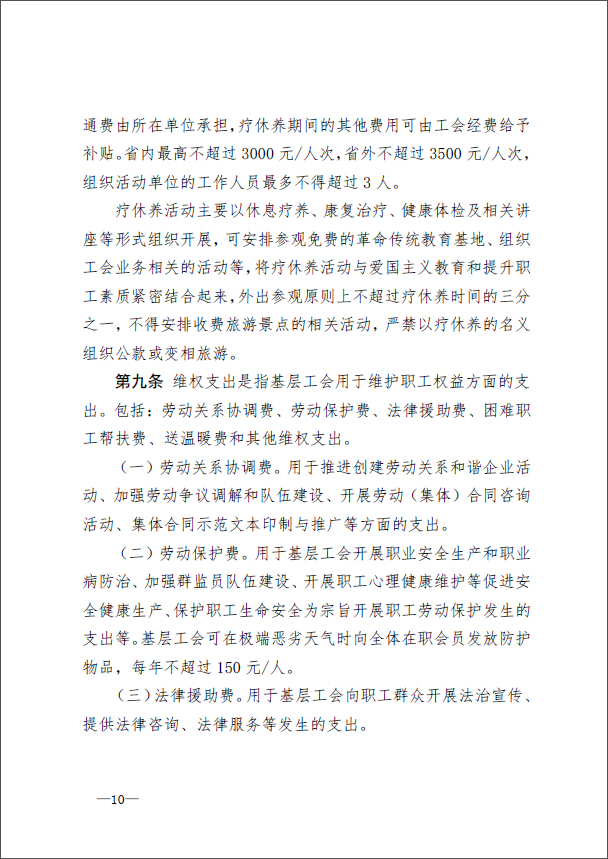 通费由所在单位承担，疗休养期间的其他费用可由工会经费给予
补贴。省内最高不超过 3000 元/人次，省外不超过 3500 元/人次，
组织活动单位的工作人员最多不得超过 3 人。
疗休养活动主要以休息疗养、康复治疗、健康体检及相关讲
座等形式组织开展，可安排参观免费的革命传统教育基地、组织
工会业务相关的活动等，将疗休养活动与爱国主义教育和提升职
工素质紧密结合起来，外出参观原则上不超过疗休养时间的三分
之一，不得安排收费旅游景点的相关活动，严禁以疗休养的名义
组织公款或变相旅游。
第九条 维权支出是指基层工会用于维护职工权益方面的支
出。包括：劳动关系协调费、劳动保护费、法律援助费、困难职
工帮扶费、送温暖费和其他维权支出。
（一）劳动关系协调费。用于推进创建劳动关系和谐企业活
动、加强劳动争议调解和队伍建设、开展劳动（集体）合同咨询
活动、集体合同示范文本印制与推广等方面的支出。
（二）劳动保护费。用于基层工会开展职业安全生产和职业
病防治、加强群监员队伍建设、开展职工心理健康维护等促进安
全健康生产、保护职工生命安全为宗旨开展职工劳动保护发生的
支出等。基层工会可在极端恶劣天气时向全体在职会员发放防护
物品，每年不超过 150 元/人。
（三）法律援助费。用于基层工会向职工群众开展法治宣传、
提供法律咨询、法律服务等发生的支出。
—10—